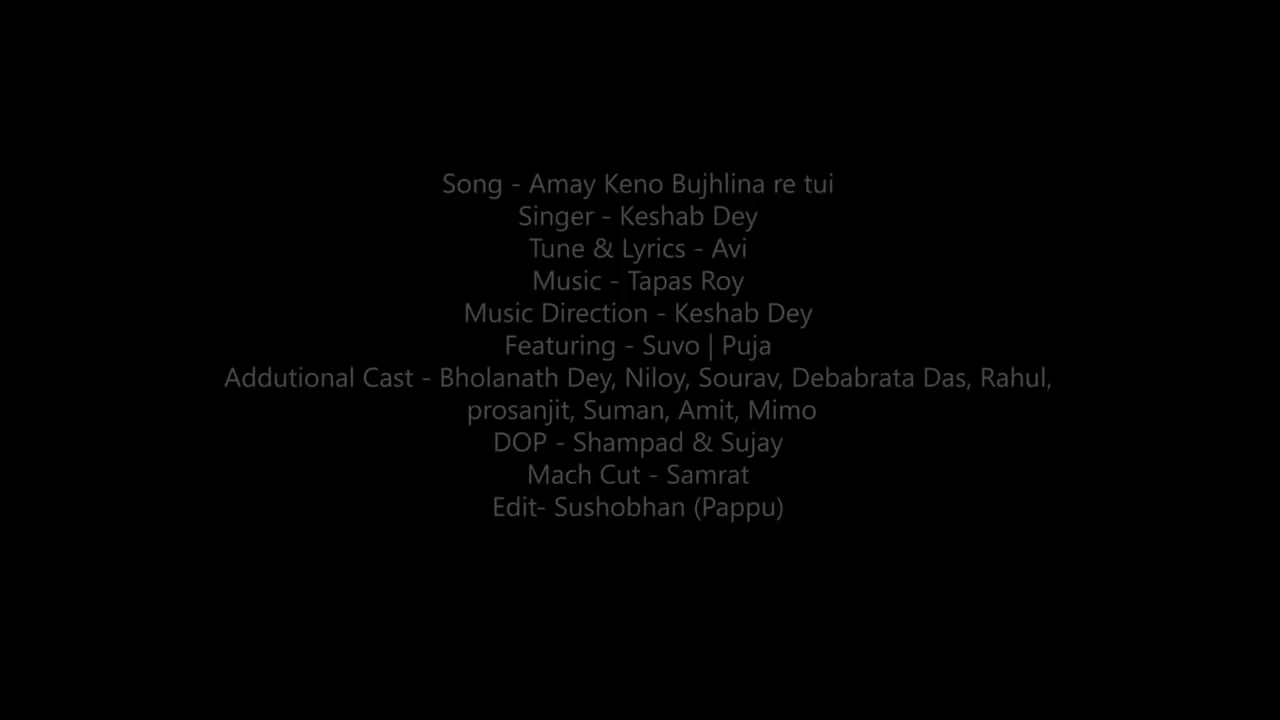 Song - Amay Keno Bujhlina re tui
Singer - Keshab Dey
Tune & Lyrics - Avi
Music - Tapas Roy
Music Direction - Keshab Dey
Featuring - Suvo | Puja
Addutional Cast - Bholanath Dey, Niloy, Sourav, Debabrata Das, Rahul,
prosanjit, Suman, Amit, Mimo
DOP - Shampad & Sujay
Mach Cut - Samrat
Edit- Sushobhan (Pappu)